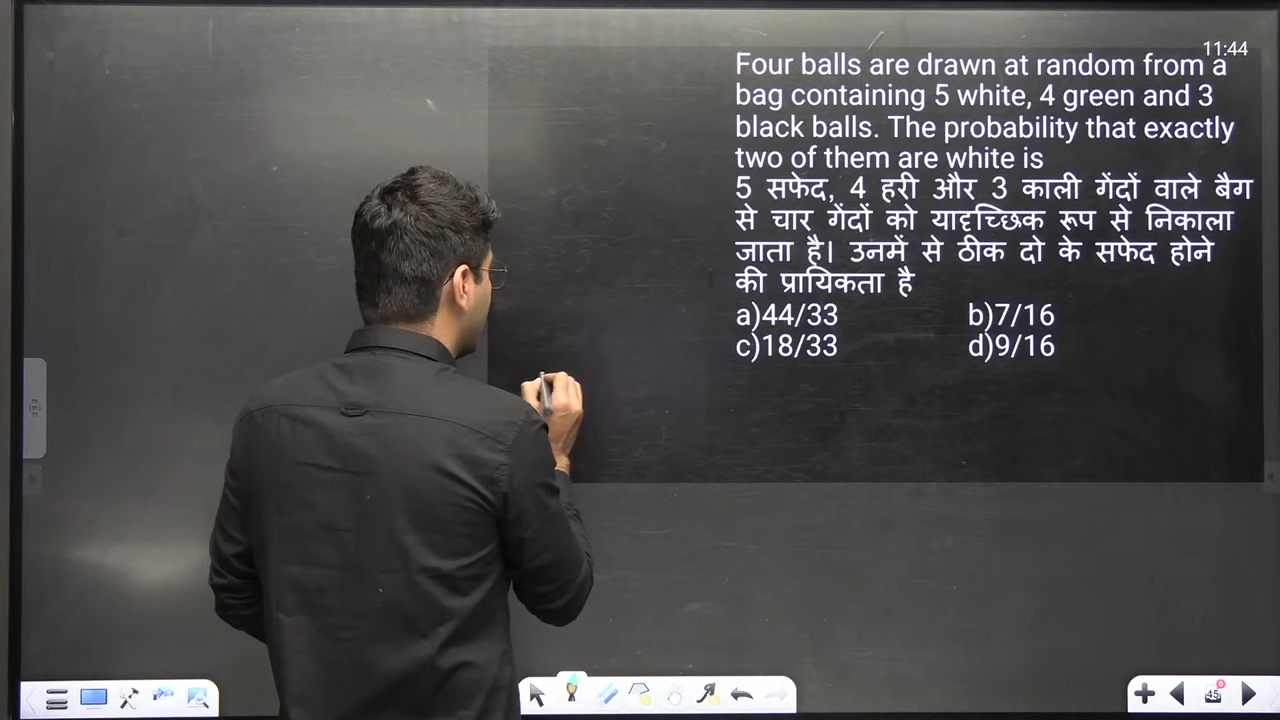 11:44
Four balls are drawn at random from a
bag containing 5 white, 4 green and 3
black balls. The probability that exactly
two of them are white is
5 सफेद, 4 हरी और 3 काली गेंदों वाले बैग
से चार गेंदों को यादृच्छिक रूप से निकाला
जाता है। उनमें से ठीक दो के सफेद होने
की प्रायिकता है
a)44/33 b)7/16
c)18/33 d)9/16
45